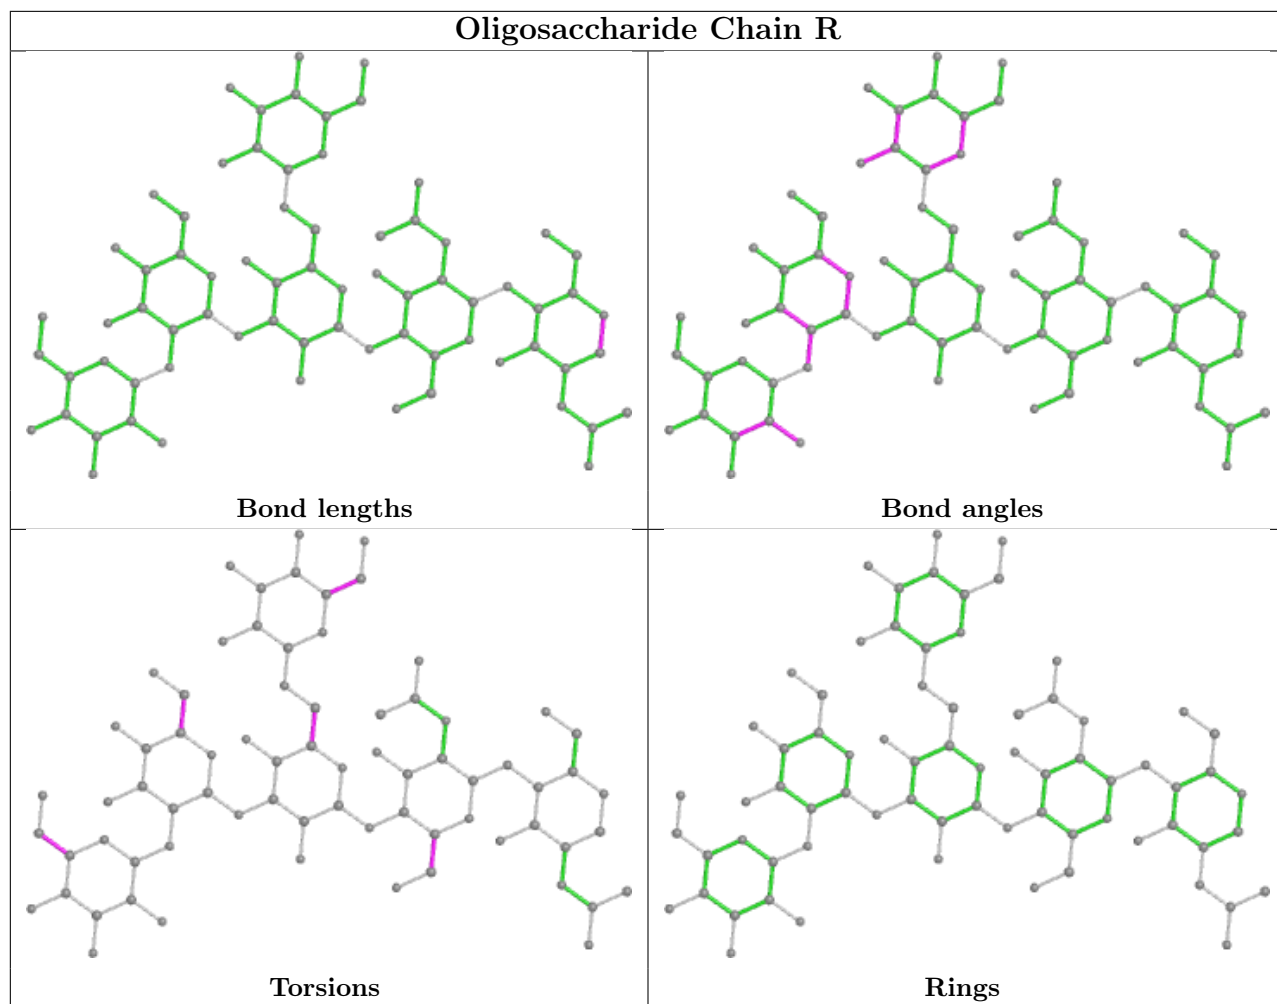 Oligosaccharide Chain R
Bond lengths
Bond angles
Torsions
Rings